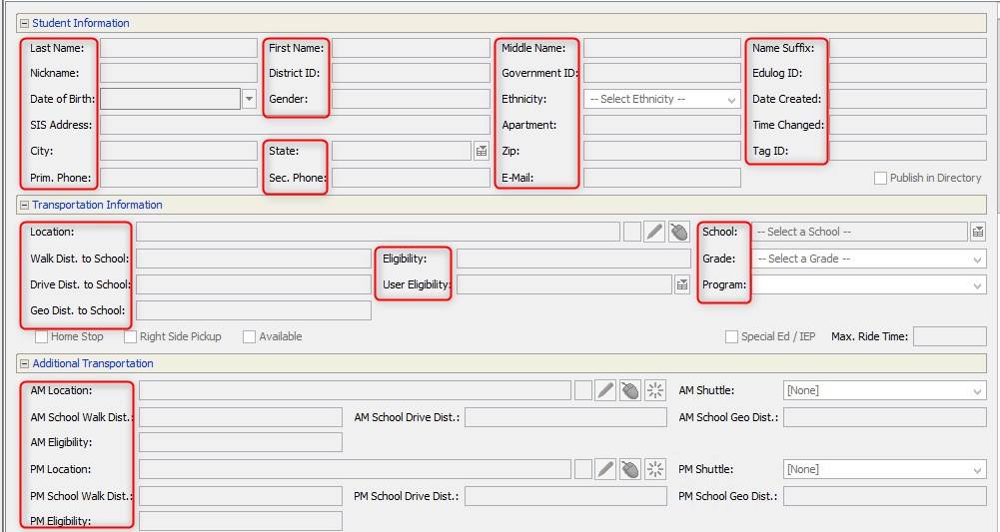 Student Information
Last Name: First Name: Middle Name: Name Suffix:
Nickname: District ID: Government ID: Edulog ID:
Date of Birth: Gender: Ethnicity: -- Select Ethnicity -- Date Created:
SIS Address: Apartment: Time Changed:
City: State: Zip: Tag ID:
Prim. Phone: Sec. Phone: E-Mail: Publish in Directory
Transportation Information
Location: School: -- Select a School --
Walk Dist. to School: Eligibility: Grade: -- Select a Grade --
Drive Dist. to School: User Eligibility: Program:
Geo Dist. to School:
Home Stop Right Side Pickup Available Special Ed / IEP Max. Ride Time:
Additional Transportation
AM Location: AM Shuttle: [None]
AM School Walk Dist.: AM School Drive Dist.: AM School Geo Dist.:
AM Eligibility:
PM Location: PM Shuttle: [None]
PM School Walk Dist.: PM School Drive Dist.: PM School Geo Dist.:
PM Eligibility: